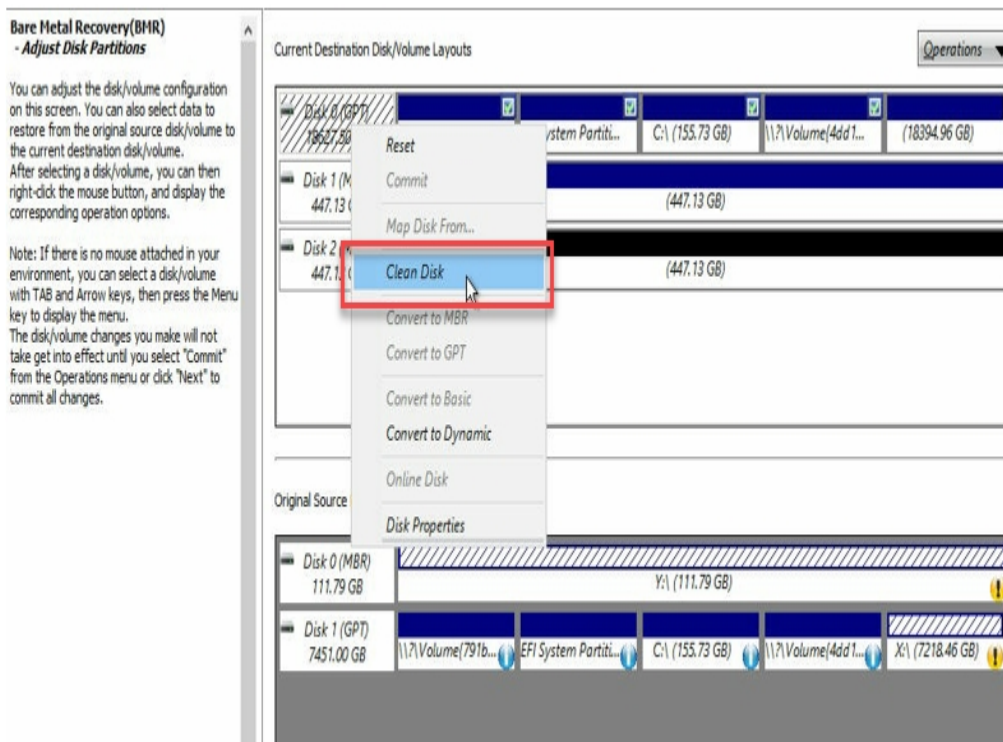 Bare Metal Recovery(BMR)
- Adjust Disk Partitions
You can adjust the disk/volume configuration
on this screen. You can also select data to
restore from the original source disk/volume to
the current destination disk/volume.
After selecting a disk/volume, you can then
right-click the mouse button, and display the
corresponding operation options.
Note: If there is no mouse attached in your
environment, you can select a disk/volume
with TAB and Arrow keys, then press the Menu
key to display the menu.
The disk/volume changes you make will not
take get into effect until you select "Commit"
from the Operations menu or click "Next" to
commit all changes.
Current Destination Disk/Volume Layouts
Operations
Disk 0 (GPT)
18627.50
ystem Partiti...
C:\ (155.73 GB)
\\?\Volume{4dd1...
(18394.96 GB)
Disk 1 (M
447.13
(447.13 GB)
Disk 2
447.1
(447.13 GB)
Reset
Commit
Map Disk From...
Clean Disk
Convert to MBR
Convert to GPT
Convert to Basic
Convert to Dynamic
Online Disk
Disk Properties
Original Source
Disk 0 (MBR)
111.79 GB
Y:\ (111.79 GB)
Disk 1 (GPT)
7451.00 GB
\\?\Volume{791b...
EFI System Partiti...
C:\ (155.73 GB)
\\?\Volume{4dd1...
X:\ (7218.46 GB)